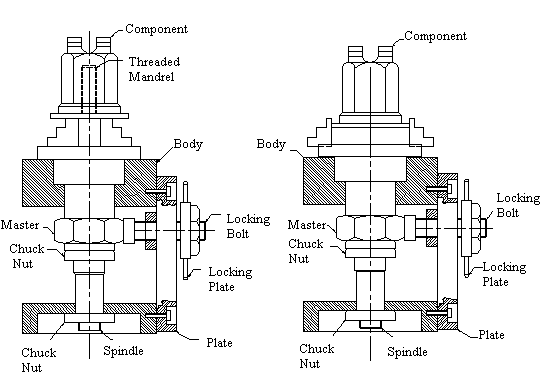 Component
Threaded
Mandrel
Body
Master
Chuck
Nut
Locking
Bolt
Locking
Plate
Chuck
Nut
Spindle
Plate
Component
Body
Master
Chuck
Nut
Locking
Bolt
Locking
Plate
Chuck
Nut
Spindle
Plate